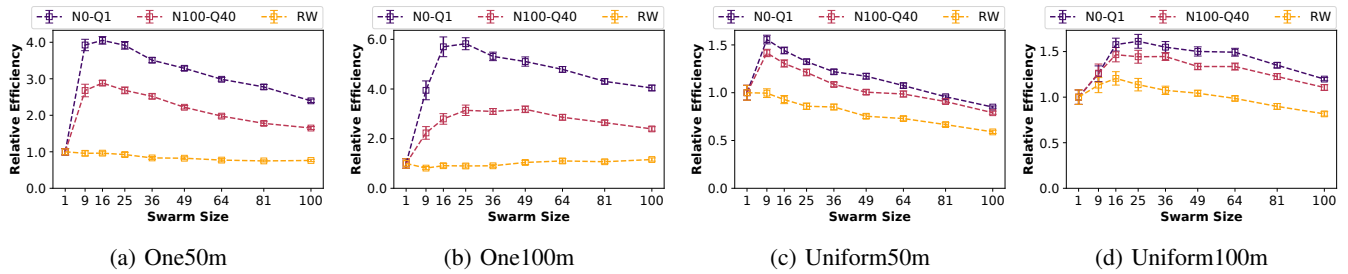 N0-Q1 N100-Q40 RW
Relative Efficiency
4.0
3.0
2.0
1.0
0.0
1 9 16 25 36 49 64 81 100
Swarm Size
(a) One50m
N0-Q1 N100-Q40 RW
Relative Efficiency
6.0
4.0
2.0
0.0
1 9 16 25 36 49 64 81 100
Swarm Size
(b) One100m
N0-Q1 N100-Q40 RW
Relative Efficiency
1.5
1.0
0.5
0.0
1 9 16 25 36 49 64 81 100
Swarm Size
(c) Uniform50m
N0-Q1 N100-Q40 RW
Relative Efficiency
1.5
1.0
0.5
0.0
1 9 16 25 36 49 64 81 100
Swarm Size
(d) Uniform100m